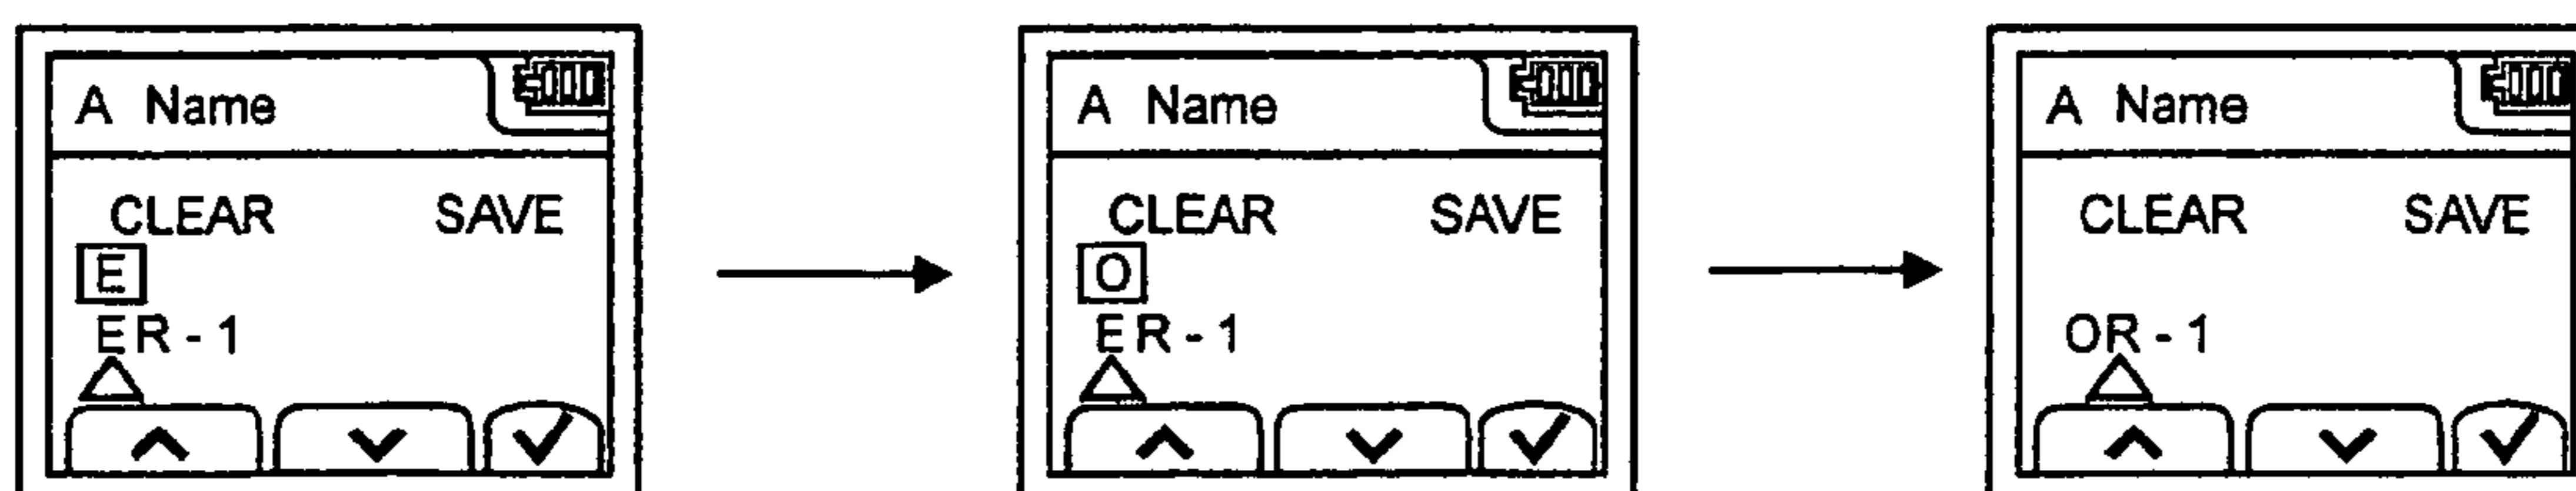 A Name
CLEAR SAVE
E
ER-1
A Name
CLEAR SAVE
O
ER-1
A Name
CLEAR SAVE
OR-1